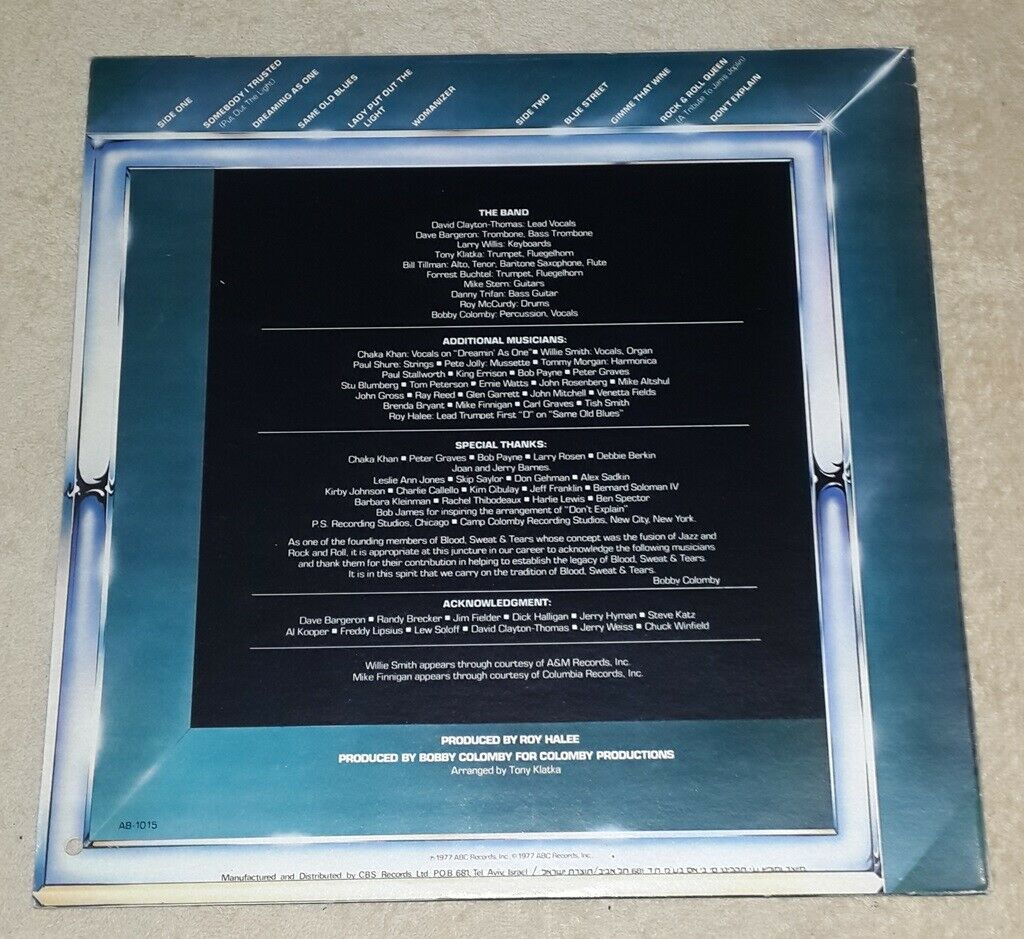 SIDE ONE
SOMEBODY I TRUSTED
(Put Out The Light)
DREAMING AS ONE
SAME OLD BLUES
LADY PUT OUT THE
LIGHT
WOMANIZER
SIDE TWO
BLUE STREET
GIMME THAT WINE
ROCK & ROLL QUEEN
(A Tribute To Janis Joplin)
DON'T EXPLAIN
THE BAND
David Clayton-Thomas: Lead Vocals
Dave Bargeron: Trombone, Bass Trombone
Larry Willis: Keyboards
Tony Klatka: Trumpet, Fluegelhorn
Bill Tillman: Alto, Tenor, Baritone Saxophone, Flute
Forrest Buchtel: Trumpet, Fluegelhorn
Mike Stern: Guitars
Danny Trifan: Bass Guitar
Roy McCurdy: Drums
Bobby Colomby: Percussion, Vocals
ADDITIONAL MUSICIANS:
Chaka Khan: Vocals on "Dreamin' As One" ■ Willie Smith: Vocals, Organ
Paul Shure: Strings ■ Pete Jolly: Mussette ■ Tommy Morgan: Harmonica
Paul Stallworth ■ King Errison ■ Bob Payne ■ Peter Graves
Stu Blumberg ■ Tom Peterson ■ Ernie Watts ■ John Rosenberg ■ Mike Altshul
John Gross ■ Ray Reed ■ Glen Garrett ■ John Mitchell ■ Venetta Fields
Brenda Bryant ■ Mike Finnigan ■ Carl Graves ■ Tish Smith
Roy Halee: Lead Trumpet First "D" on "Same Old Blues"
SPECIAL THANKS:
Chaka Khan ■ Peter Graves ■ Bob Payne ■ Larry Rosen ■ Debbie Berkin
Joan and Jerry Barnes.
Leslie Ann Jones ■ Skip Saylor ■ Don Gehman ■ Alex Sadkin
Kirby Johnson ■ Charlie Callello ■ Kim Cibulay ■ Jeff Franklin ■ Bernard Soloman IV
Barbara Kleinman ■ Rachel Thibodeaux ■ Harlie Lewis ■ Ben Spector
Bob James for inspiring the arrangement of "Don't Explain"
P.S. Recording Studios, Chicago ■ Camp Colomby Recording Studios, New City, New York.
As one of the founding members of Blood, Sweat & Tears whose concept was the fusion of Jazz and
Rock and Roll, it is appropriate at this juncture in our career to acknowledge the following musicians
and thank them for their contribution in helping to establish the legacy of Blood, Sweat & Tears.
It is in this spirit that we carry on the tradition of Blood, Sweat & Tears.
Bobby Colomby
ACKNOWLEDGMENT:
Dave Bargeron ■ Randy Brecker ■ Jim Fielder ■ Dick Halligan ■ Jerry Hyman ■ Steve Katz
Al Kooper ■ Freddy Lipsius ■ Lew Soloff ■ David Clayton-Thomas ■ Jerry Weiss ■ Chuck Winfield
Willie Smith appears through courtesy of A&M Records, Inc.
Mike Finnigan appears through courtesy of Columbia Records, Inc.
PRODUCED BY ROY HALEE
PRODUCED BY BOBBY COLOMBY FOR COLOMBY PRODUCTIONS
Arranged by Tony Klatka
AB-1015
℗ 1977 ABC Records, Inc. © 1977 ABC Records, Inc.
Manufactured and Distributed by CBS Records Ltd. P.O.B 681, Tel Aviv, Israel / 681 תל אביב/תוצרת ישראל